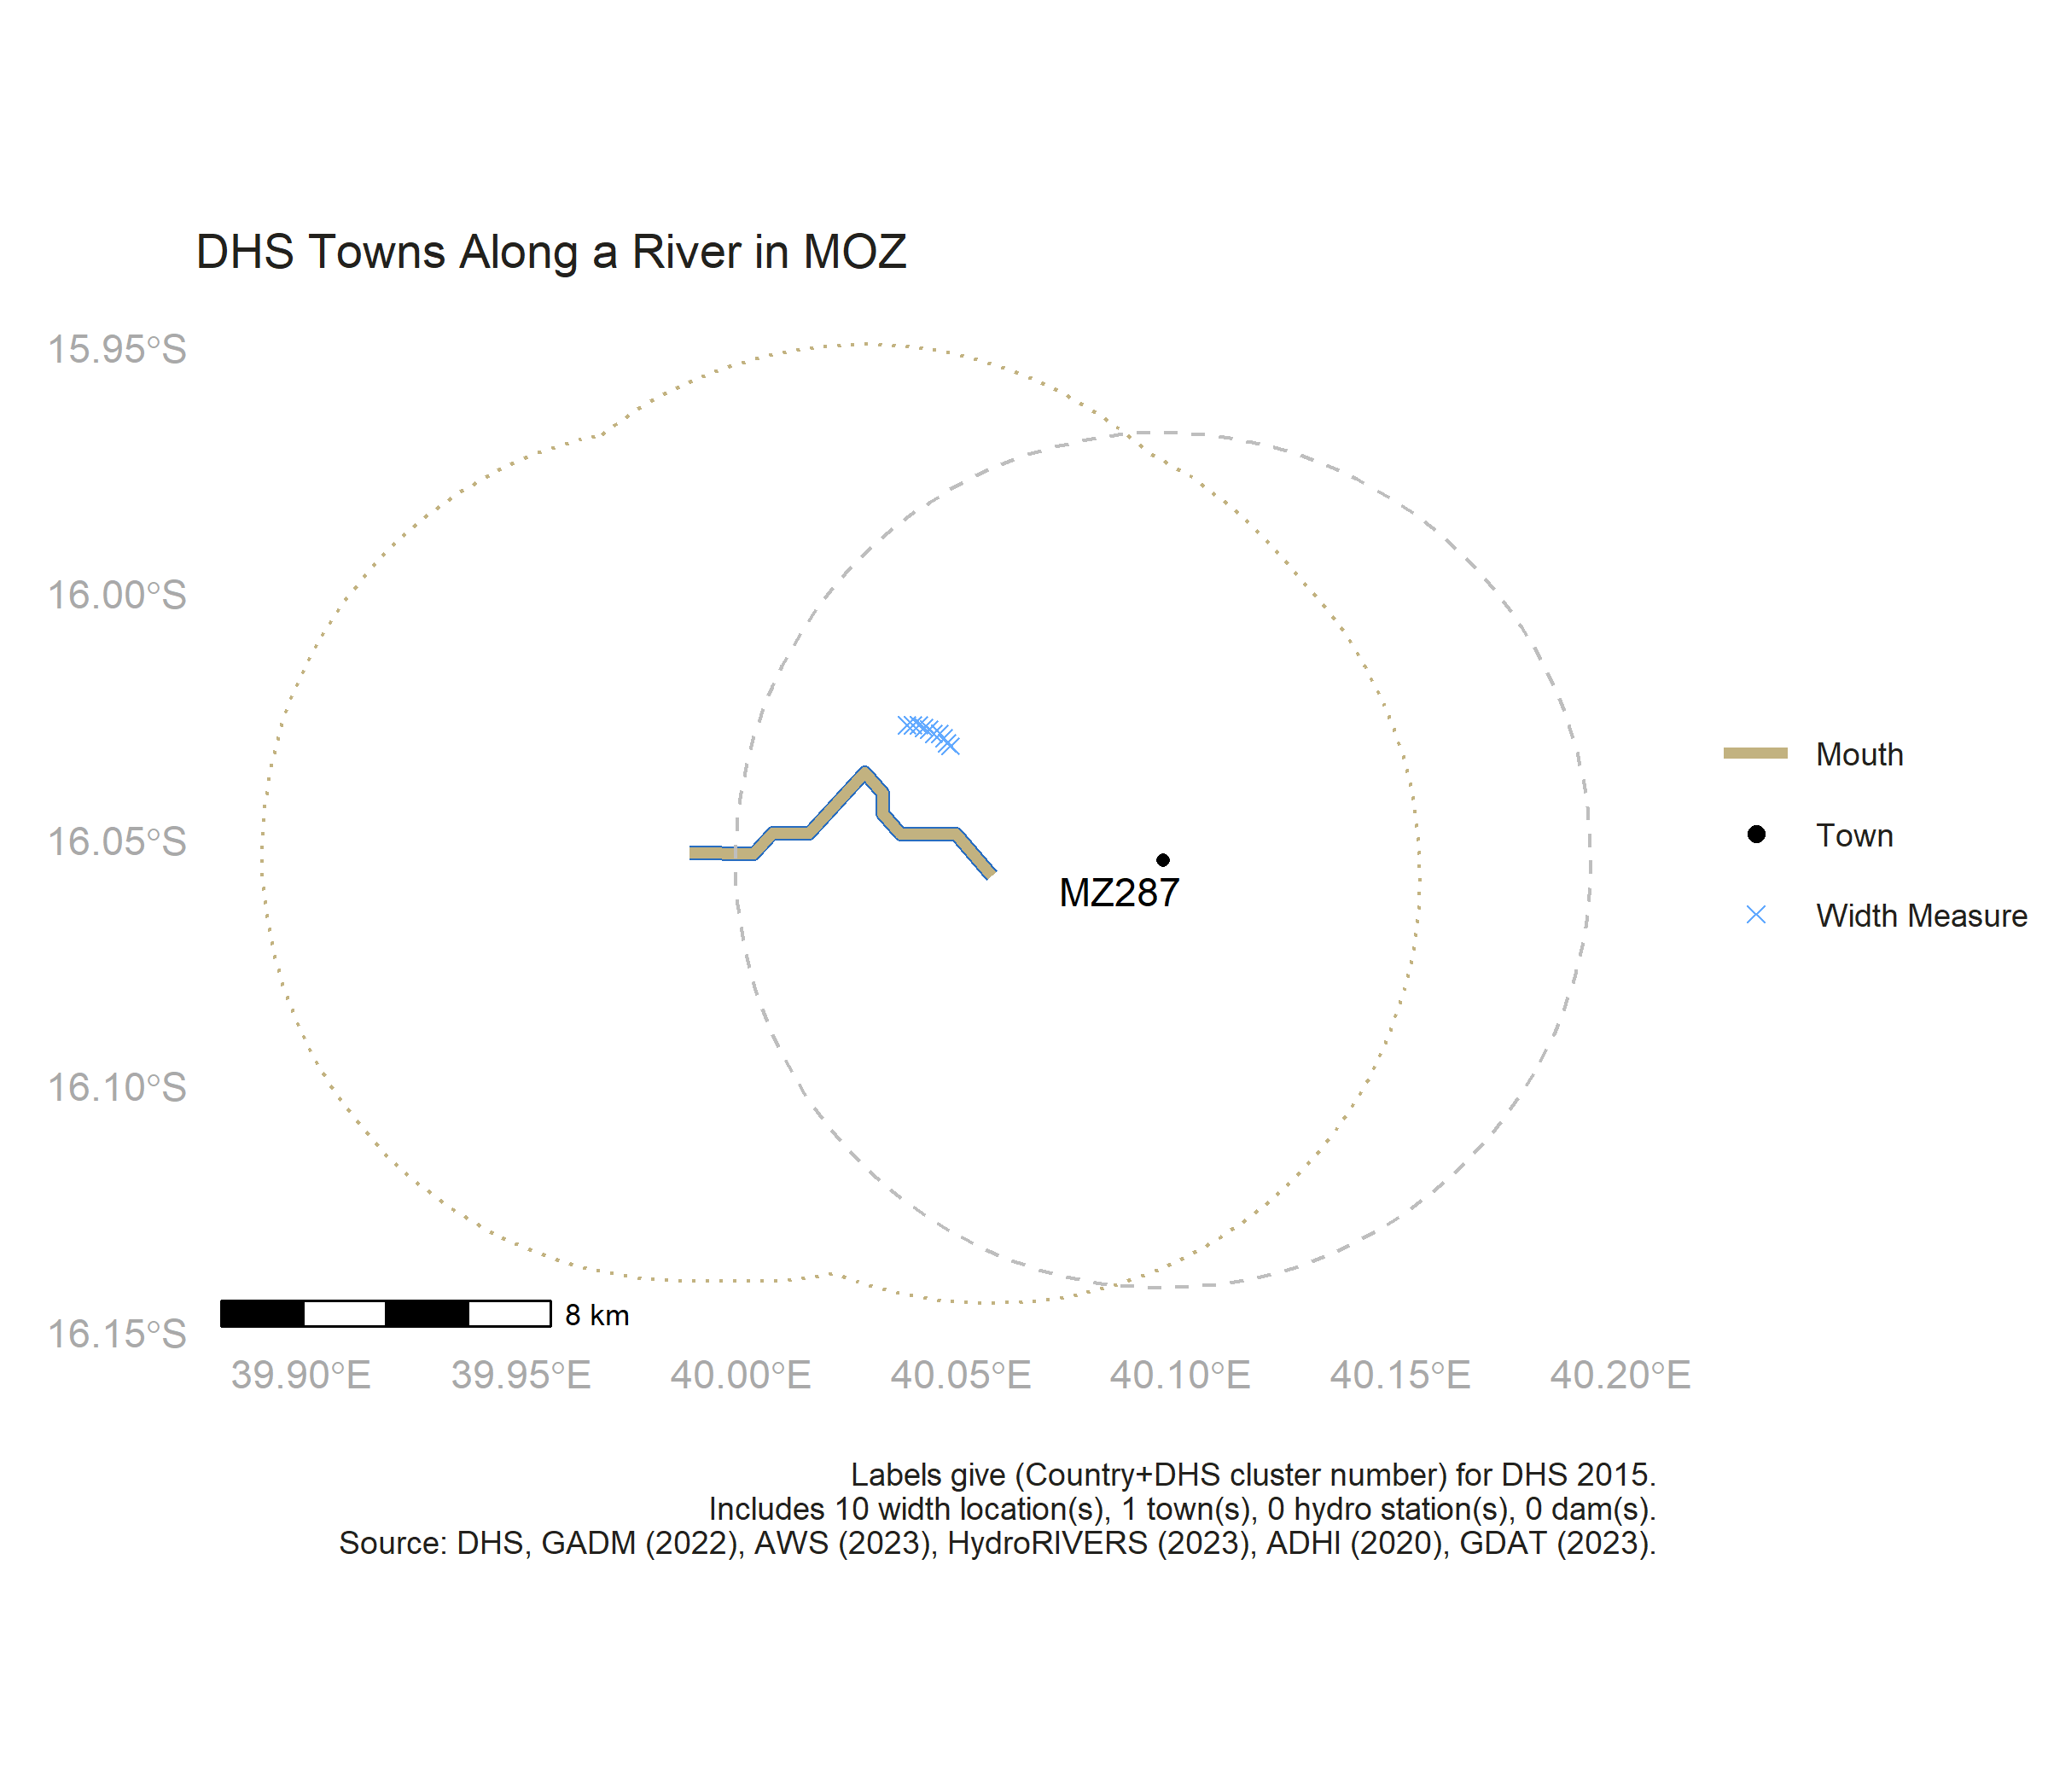 DHS Towns Along a River in MOZ
15.95°S
16.00°S
16.05°S
16.10°S
16.15°S
MZ287
Mouth
Town
Width Measure
8 km
39.90°E 39.95°E 40.00°E 40.05°E 40.10°E 40.15°E 40.20°E
Labels give (Country+DHS cluster number) for DHS 2015.
Includes 10 width location(s), 1 town(s), 0 hydro station(s), 0 dam(s).
Source: DHS, GADM (2022), AWS (2023), HydroRIVERS (2023), ADHI (2020), GDAT (2023).